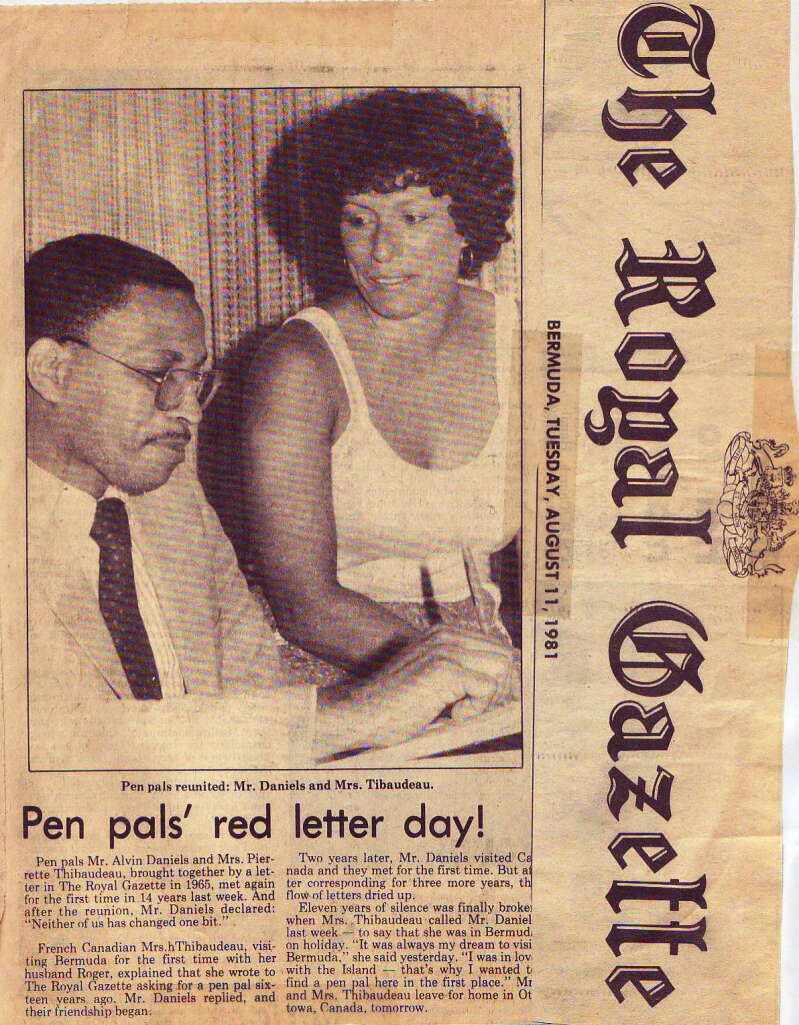 The Royal Gazette
BERMUDA, TUESDAY, AUGUST 11, 1981
Pen pals reunited: Mr. Daniels and Mrs. Tibaudeau.
Pen pals' red letter day!
Pen pals Mr. Alvin Daniels and Mrs. Pier-
rette Thibaudeau, brought together by a let-
ter in The Royal Gazette in 1965, met again
for the first time in 14 years last week. And
after the reunion, Mr. Daniels declared:
"Neither of us has changed one bit."
French Canadian Mrs.hThibaudeau, visi-
ting Bermuda for the first time with her
husband Roger, explained that she wrote to
The Royal Gazette asking for a pen pal six-
teen years ago. Mr. Daniels replied, and
their friendship began.
Two years later, Mr. Daniels visited Ca
nada and they met for the first time. But af
ter corresponding for three more years, th
flow of letters dried up.
Eleven years of silence was finally broke
when Mrs. Thibaudeau called Mr. Daniel
last week — to say that she was in Bermud
on holiday. "It was always my dream to visi
Bermuda," she said yesterday. "I was in lov
with the Island — that's why I wanted t
find a pen pal here in the first place." Mr
and Mrs. Thibaudeau leave for home in Ot
towa, Canada, tomorrow.